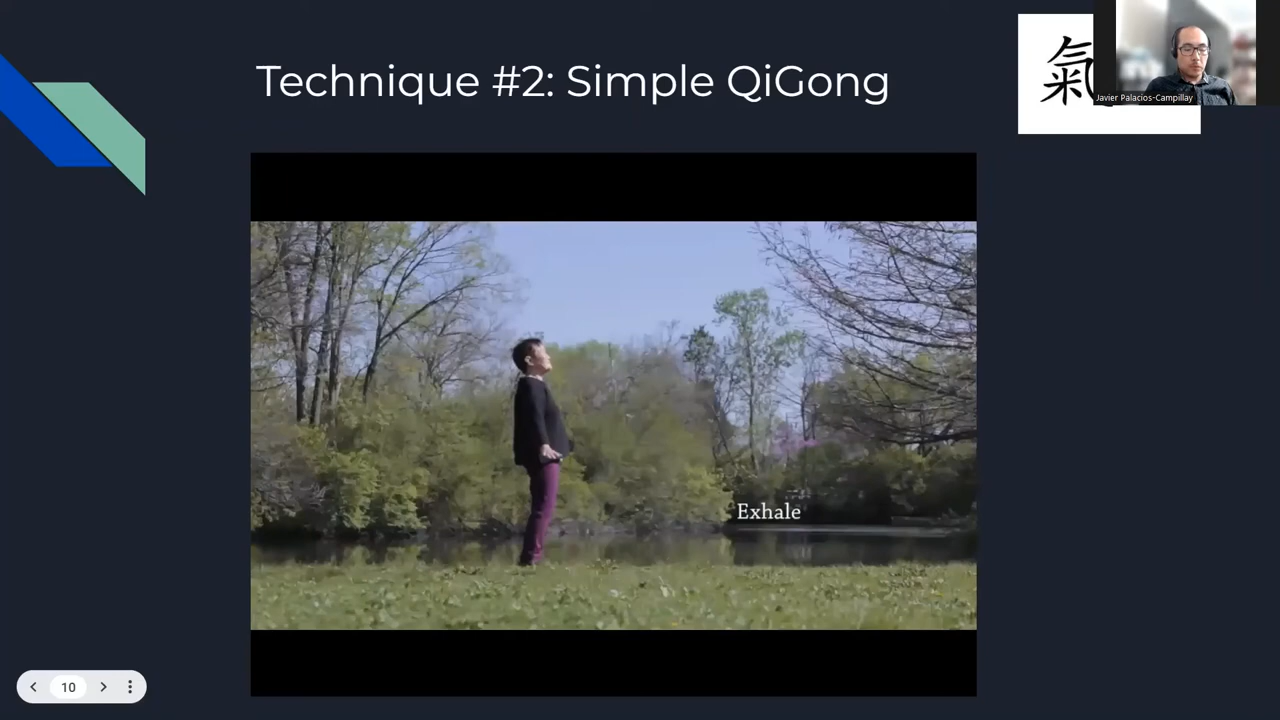 Technique #2: Simple QiGong
氣
Javier Palacios-Campillay
Exhale
10